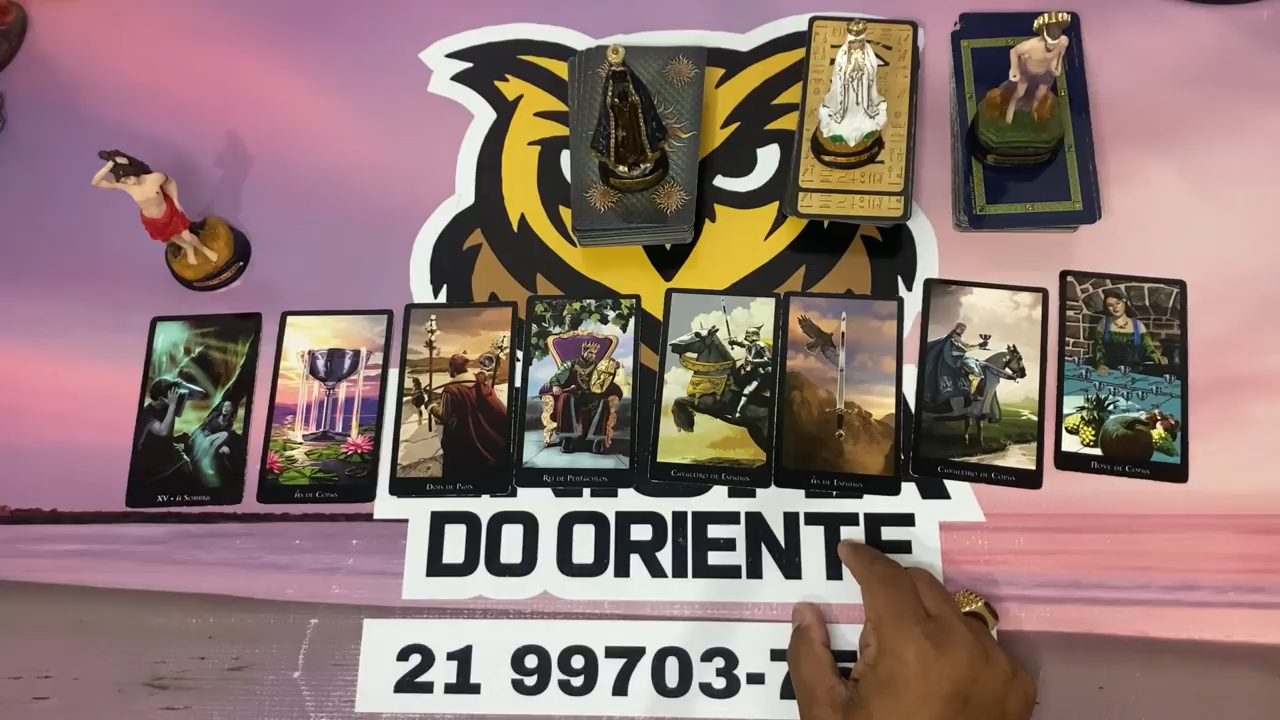 XV • A Sombra
Ás de Copas
Dois de Paus
Rei de Pentáculos
Cavaleiro de Espadas
Ás de Espadas
Cavaleiro de Copas
Nove de Copas
DO ORIENTE
21 99703-7